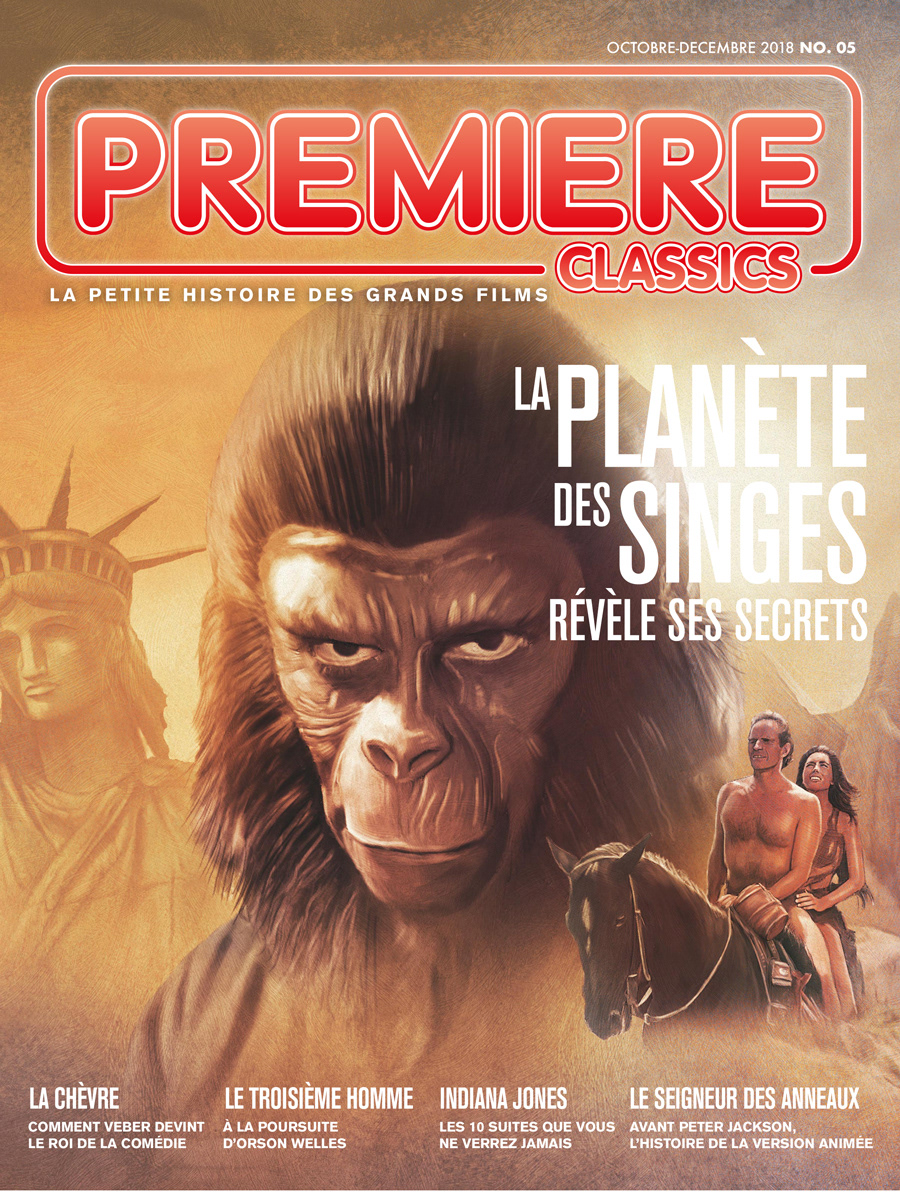 OCTOBRE-DECEMBRE 2018 NO. 05
PREMIERE
CLASSICS
LA PETITE HISTOIRE DES GRANDS FILMS
LA PLANÈTE
DES SINGES
RÉVÈLE SES SECRETS
LA CHÈVRE
COMMENT VEBER DEVINT
LE ROI DE LA COMÉDIE
LE TROISIÈME HOMME
À LA POURSUITE
D'ORSON WELLES
INDIANA JONES
LES 10 SUITES QUE VOUS
NE VERREZ JAMAIS
LE SEIGNEUR DES ANNEAUX
AVANT PETER JACKSON,
L'HISTOIRE DE LA VERSION ANIMÉE